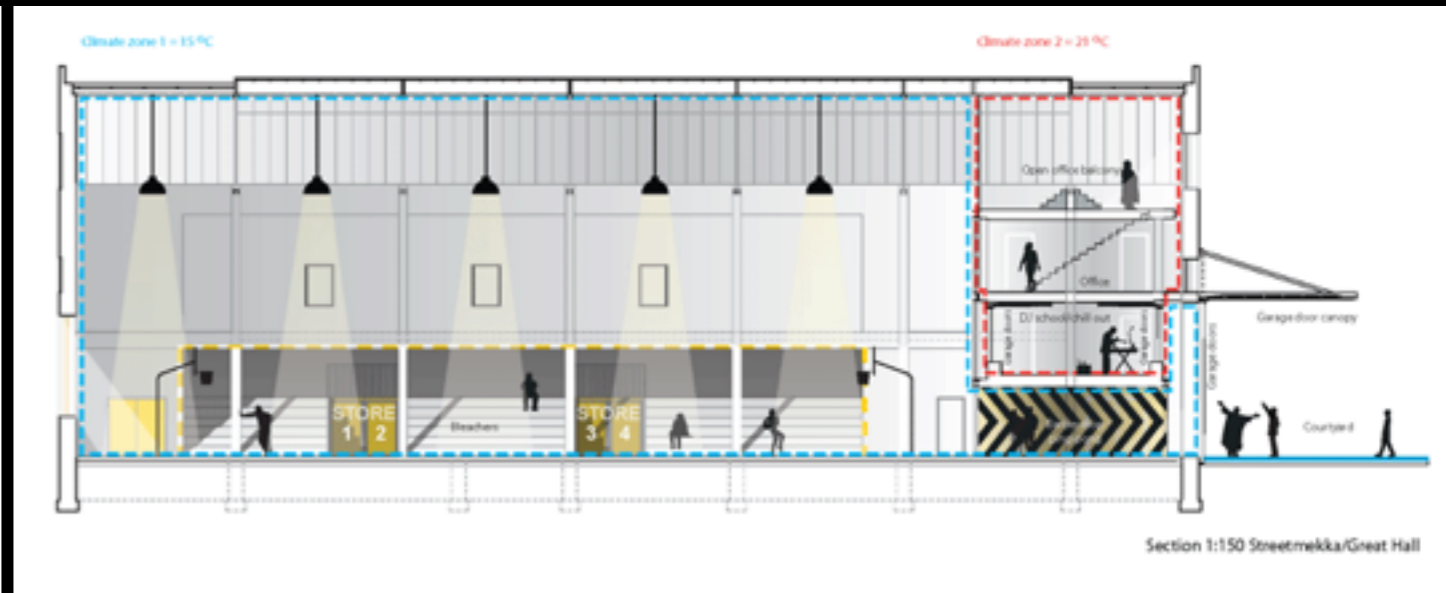 Climate zone 1 = 15 ºC
Climate zone 2 = 21 ºC
Open office balcony
Office
DJ school/chill out
Garage doors
Garage doors
Garage door canopy
Garage doors
STORE
1 2
Bleachers
STORE
3 4
Courtyard
Section 1:150 Streetmekka/Great Hall